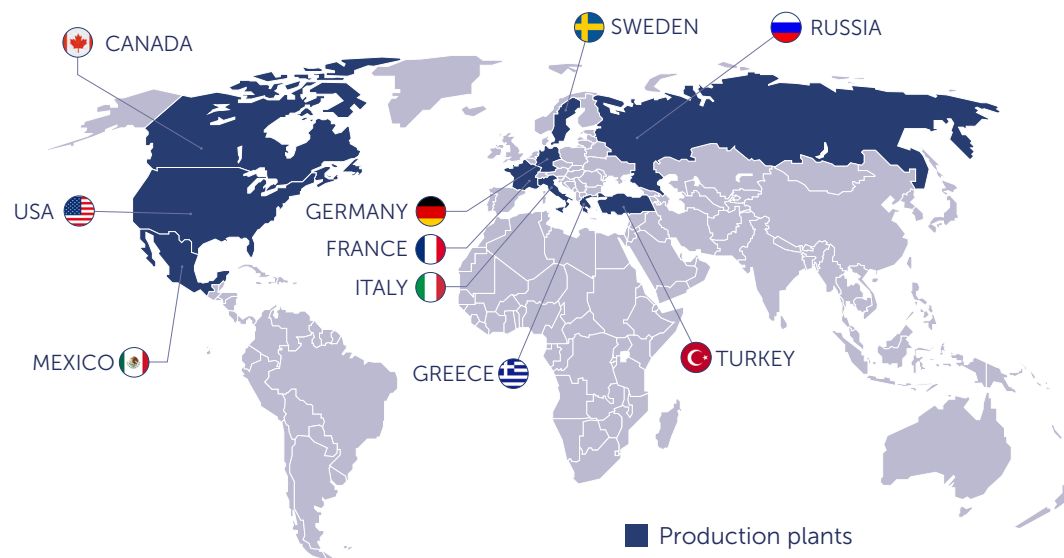 CANADA
SWEDEN
RUSSIA
USA
GERMANY
FRANCE
ITALY
MEXICO
GREECE
TURKEY
Production plants